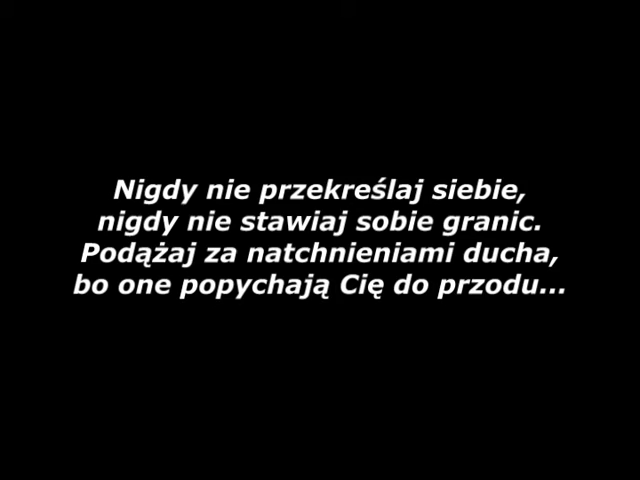 Nigdy nie przekreślaj siebie,
nigdy nie stawiaj sobie granic.
Podążaj za natchnieniami ducha,
bo one popychają Cię do przodu...